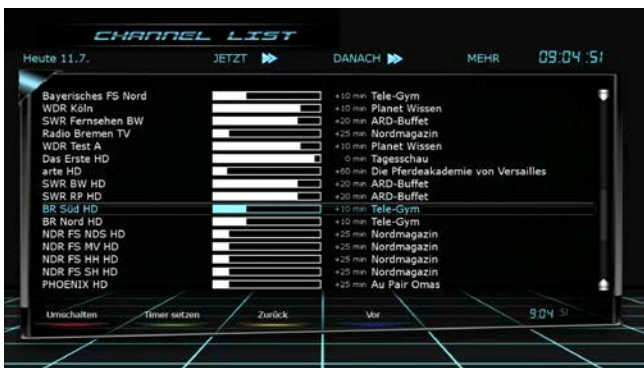 CHANNEL LIST
Heute 11.7. JETZT DANACH MEHR 09:04 :51
Bayerisches FS Nord +10 min Tele-Gym
WDR Köln +10 min Planet Wissen
SWR Fernsehen BW +20 min ARD-Buffet
Radio Bremen TV +25 min Nordmagazin
WDR Test A +10 min Planet Wissen
Das Erste HD 0 min Tagesschau
arte HD +60 min Die Pferdeakademie von Versailles
SWR BW HD +20 min ARD-Buffet
SWR RP HD +20 min ARD-Buffet
BR Süd HD +10 min Tele-Gym
BR Nord HD +10 min Tele-Gym
NDR FS NDS HD +25 min Nordmagazin
NDR FS MV HD +25 min Nordmagazin
NDR FS HH HD +25 min Nordmagazin
NDR FS SH HD +25 min Nordmagazin
PHOENIX HD +25 min Au Pair Omas
Umschalten Timer setzen Zurück Vor 9:04 51